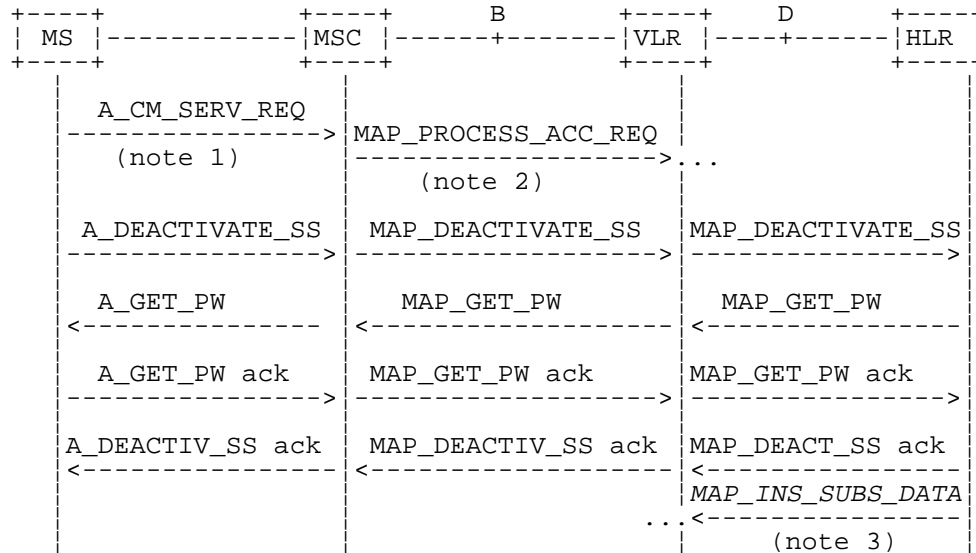 B D
MS MSC VLR HLR
A_CM_SERV_REQ
MAP_PROCESS_ACC_REQ
(note 1) ...
(note 2)
A_DEACTIVATE_SS MAP_DEACTIVATE_SS MAP_DEACTIVATE_SS
A_GET_PW MAP_GET_PW MAP_GET_PW
A_GET_PW ack MAP_GET_PW ack MAP_GET_PW ack
A_DEACTIV_SS ack MAP_DEACTIV_SS ack MAP_DEACT_SS ack
MAP_INS_SUBS_DATA
...
(note 3)